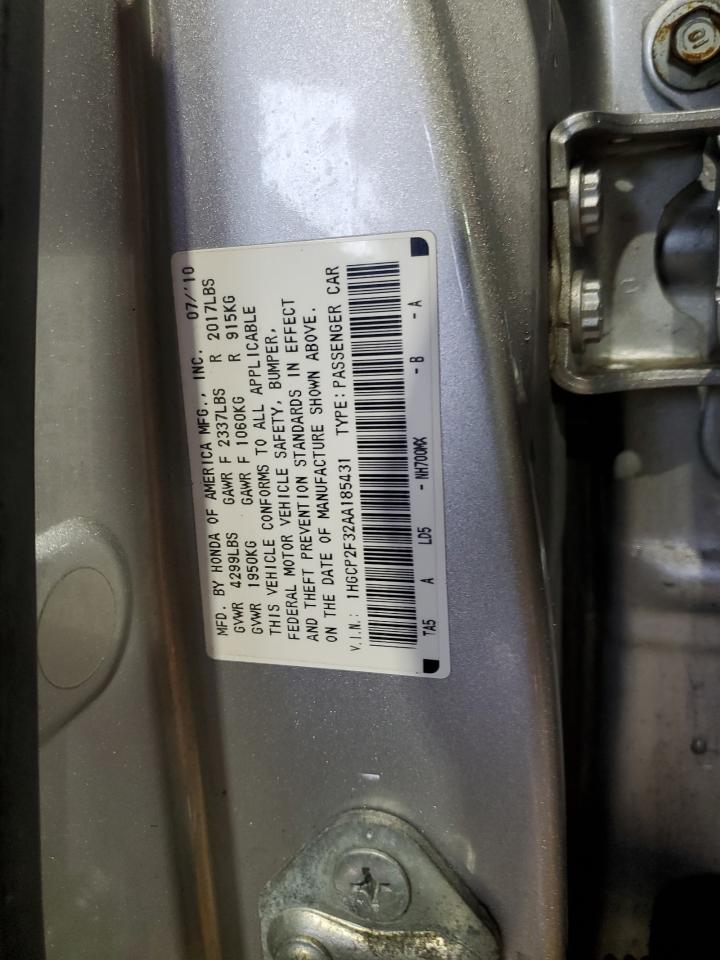 MFD. BY HONDA OF AMERICA MFG., INC. 07/'10
GVWR 4299LBS GAWR F 2337LBS R 2017LBS
GVWR 1950KG GAWR F 1060KG R 915KG
THIS VEHICLE CONFORMS TO ALL APPLICABLE
FEDERAL MOTOR VEHICLE SAFETY, BUMPER,
AND THEFT PREVENTION STANDARDS IN EFFECT
ON THE DATE OF MANUFACTURE SHOWN ABOVE.
V.I.N.: 1HGCP2F32AA185431 TYPE: PASSENGER CAR
TA5 A LD5 - NH700MX - B - A
10